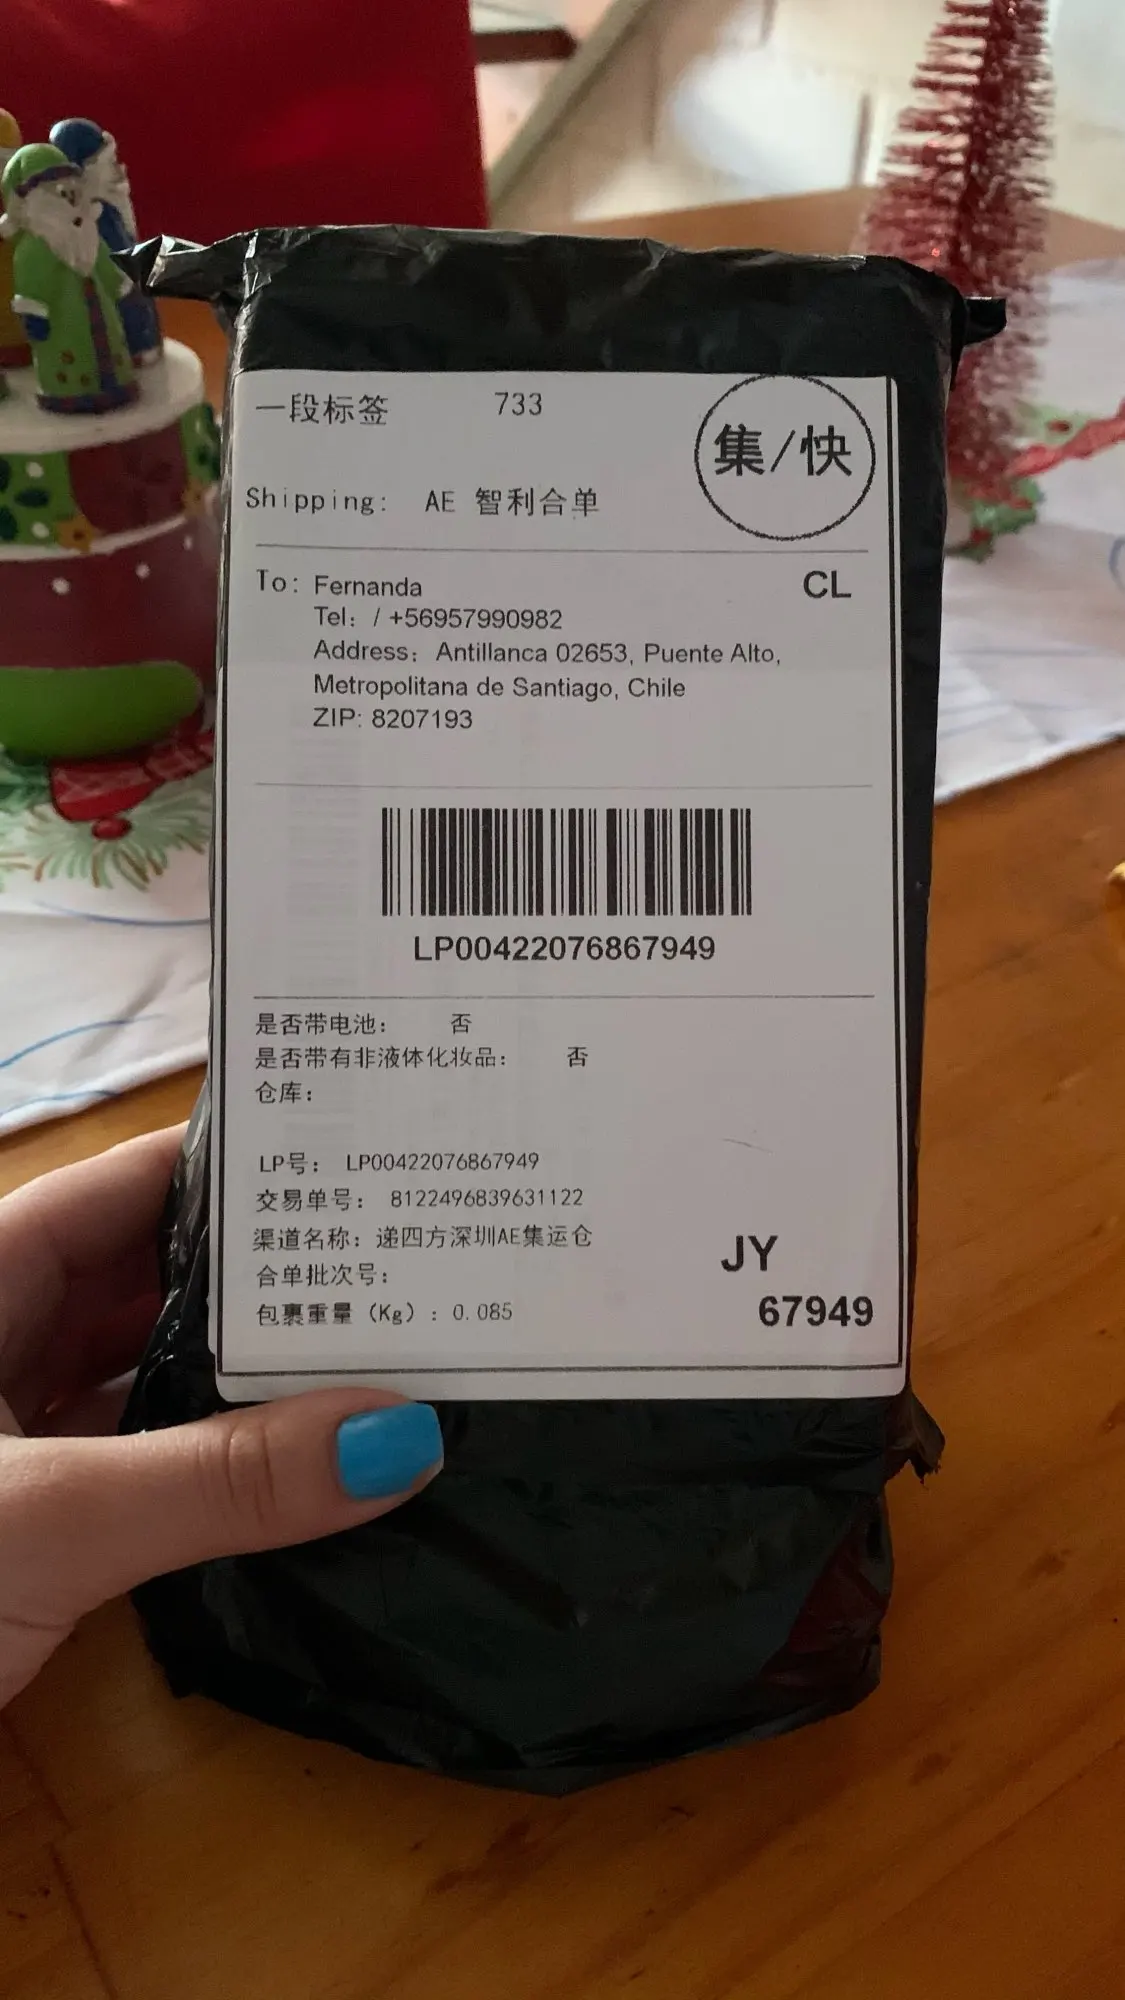 一段标签 733
集/快
Shipping: AE 智利合单
To: Fernanda CL
Tel: / +56957990982
Address: Antillanca 02653, Puente Alto,
Metropolitana de Santiago, Chile
ZIP: 8207193
LP00422076867949
是否带电池: 否
是否带有非液体化妆品: 否
仓库:
LP号: LP00422076867949
交易单号: 8122496839631122
渠道名称: 递四方深圳AE集运仓
合单批次号:
包裹重量 (Kg) : 0.085
JY
67949